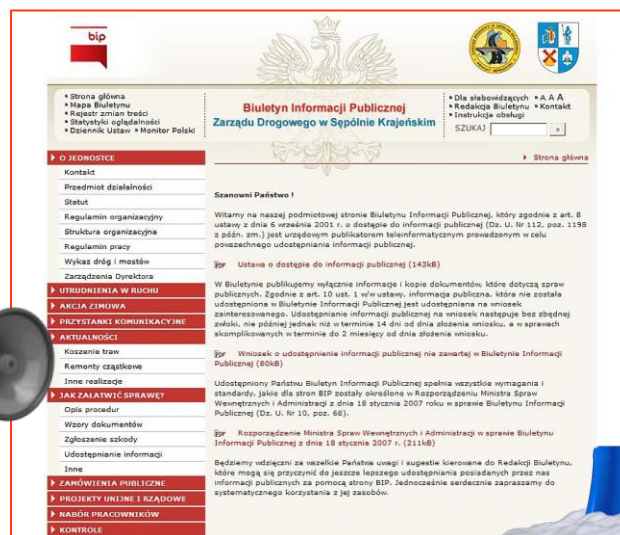 bip
• Strona główna
• Mapa Biuletynu
• Rejestr zmian treści
• Statystyki oglądalności
• Dziennik Ustaw • Monitor Polski
Biuletyn Informacji Publicznej
Zarządu Drogowego w Sępólnie Krajeńskim
• Dla słabowidzących • A A A
• Redakcja Biuletynu • Kontakt
• Instrukcja obsługi
SZUKAJ »
O JEDNOSTCE
Kontakt
Przedmiot działalności
Statut
Regulamin organizacyjny
Struktura organizacyjna
Regulamin pracy
Wykaz dróg i mostów
Zarządzenia Dyrektora
UTRUDNIENIA W RUCHU
AKCJA ZIMOWA
PRZYSTANKI KOMUNIKACYJNE
AKTUALNOŚCI
Koszenie traw
Remonty cząstkowe
Inne realizacje
JAK ZAŁATWIĆ SPRAWĘ?
Opis procedur
Wzory dokumentów
Zgłoszenie szkody
Udostępnianie informacji
Inne
ZAMÓWIENIA PUBLICZNE
PROJEKTY UNIJNE I RZĄDOWE
NABÓR PRACOWNIKÓW
KONTROLE
Strona główna
Szanowni Państwo !
Witamy na naszej podmiotowej stronie Biuletynu Informacji Publicznej, który zgodnie z art. 8
ustawy z dnia 6 września 2001 r. o dostępie do informacji publicznej (Dz. U. Nr 112, poz. 1198
z późn. zm.) jest urzędowym publikatorem teleinformatycznym prowadzonym w celu
powszechnego udostępniania informacji publicznej.
Ustawa o dostępie do informacji publicznej (143kB)
W Biuletynie publikujemy wyłącznie informacje i kopie dokumentów, które dotyczą spraw
publicznych. Zgodnie z art. 10 ust. 1 w/w ustawy, informacja publiczna, która nie została
udostępniona w Biuletynie Informacji Publicznej jest udostępniana na wniosek
zainteresowanego. Udostępnianie informacji publicznej na wniosek następuje bez zbędnej
zwłoki, nie później jednak niż w terminie 14 dni od dnia złożenia wniosku, a w sprawach
skomplikowanych w terminie do 2 miesięcy od dnia złożenia wniosku.
Wniosek o udostępnienie informacji publicznej nie zawartej w Biuletynie Informacji
Publicznej (80kB)
Udostępniony Państwu Biuletyn Informacji Publicznej spełnia wszystkie wymagania i
standardy, jakie dla stron BIP zostały określone w Rozporządzeniu Ministra Spraw
Wewnętrznych i Administracji z dnia 18 stycznia 2007 roku w sprawie Biuletynu Informacji
Publicznej (Dz. U. Nr 10, poz. 68).
Rozporządzenie Ministra Spraw Wewnętrznych i Administracji w sprawie Biuletynu
Informacji Publicznej z dnia 18 stycznia 2007 r. (211kB)
Będziemy wdzięczni za wszelkie Państwa uwagi i sugestie kierowane do Redakcji Biuletynu,
które mogą się przyczynić do jeszcze lepszego udostępniania posiadanych przez nas
informacji publicznych za pomocą strony BIP. Jednocześnie serdecznie zapraszamy do
systematycznego korzystania z jej zasobów.